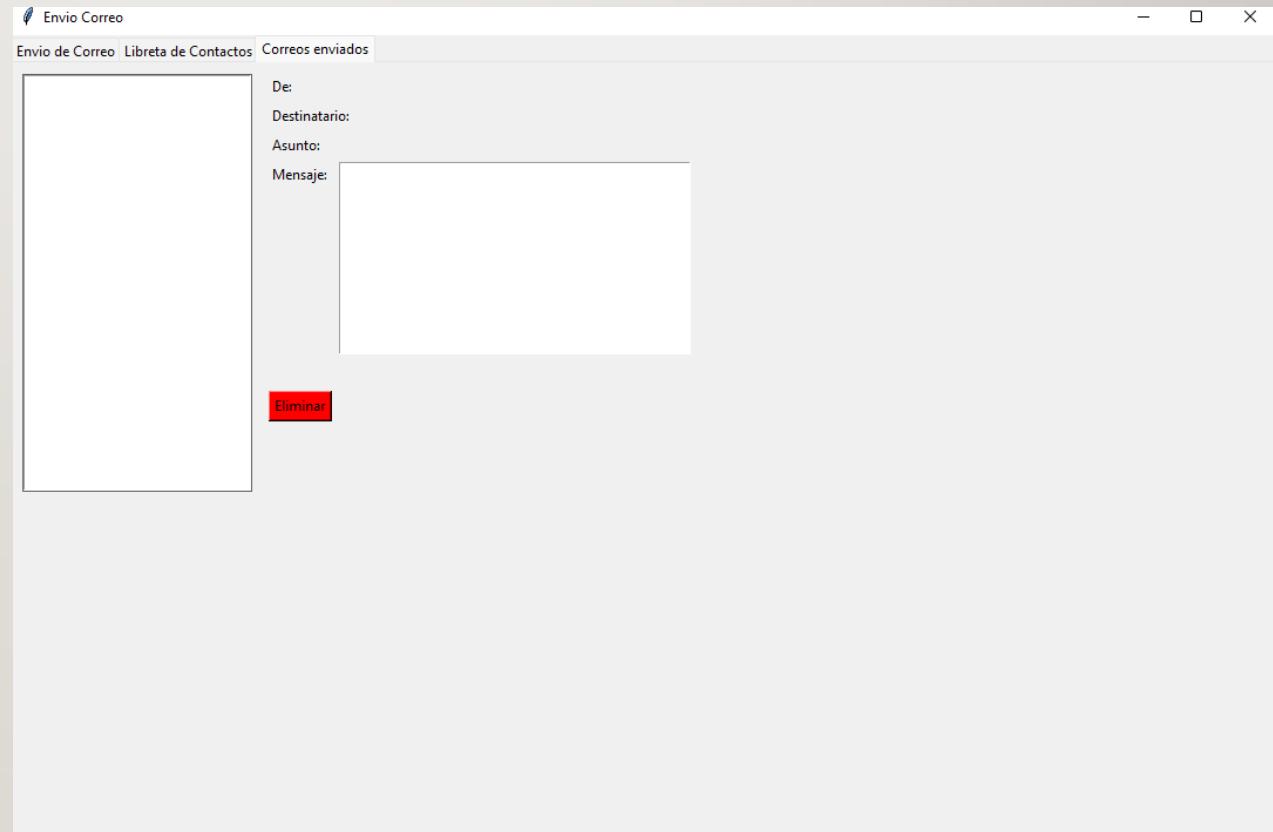 Envio Correo
Envio de Correo Libreta de Contactos Correos enviados
De:
Destinatario:
Asunto:
Mensaje:
Eliminar